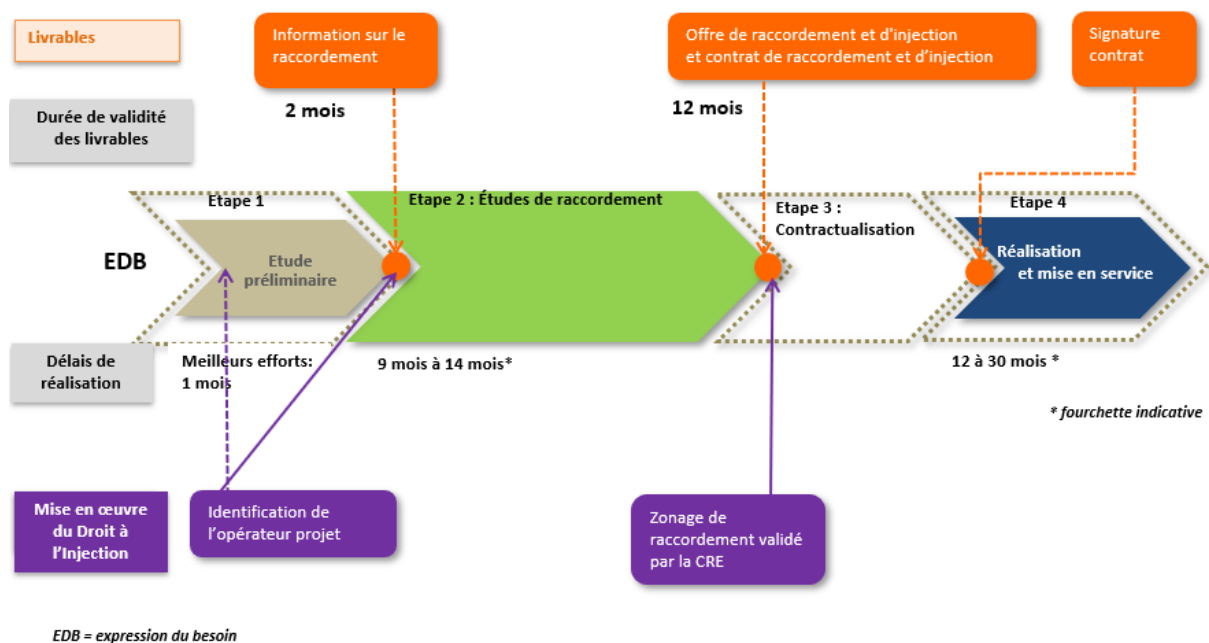 Livrables
Information sur le
raccordement
Offre de raccordement et d'injection
et contrat de raccordement et d’injection
Signature
contrat
Durée de validité
des livrables
2 mois
12 mois
Etape 1
Etape 2 : Études de raccordement
Etape 3 :
Contractualisation
Etape 4
EDB
Etude
préliminaire
Réalisation
et mise en service
Délais de
réalisation
Meilleurs efforts:
1 mois
9 mois à 14 mois*
12 à 30 mois *
* fourchette indicative
Mise en œuvre
du Droit à
l’Injection
Identification de
l’opérateur projet
Zonage de
raccordement validé
par la CRE
EDB = expression du besoin